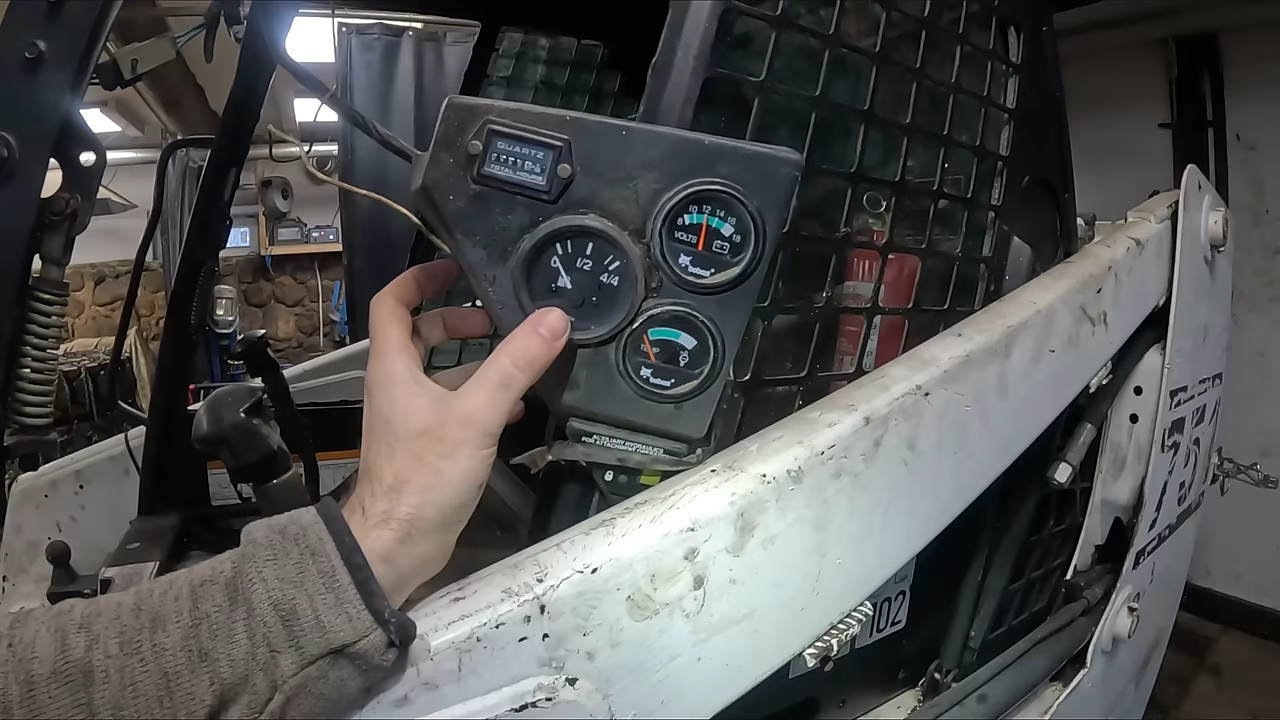 QUARTZ
TOTAL HOURS
0 1/2 4/4
8 10 12 14 16 18
VOLTS
bobcat
TEMP
bobcat
AUXILIARY HYDRAULICS
FOR ATTACHMENT
751
102